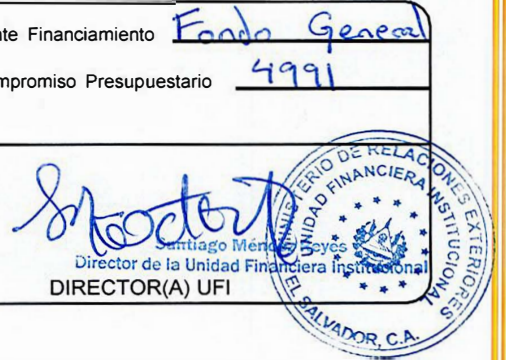 nte Financiamiento Fondo General
mpromiso Presupuestario 4991
Santiago Méndez Reyes
Director de la Unidad Financiera Institucional
DIRECTOR(A) UFI
MINISTERIO DE RELACIONES EXTERIORES
UNIDAD FINANCIERA INSTITUCIONAL
EL SALVADOR, C.A.